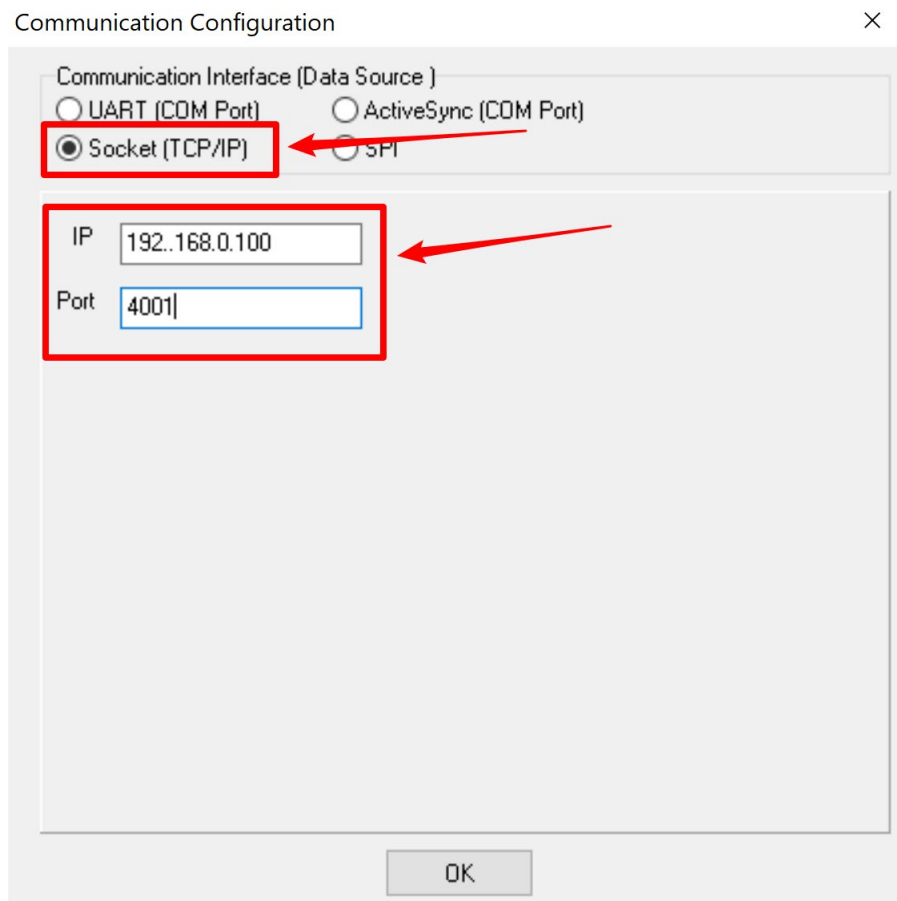 Communication Configuration
Communication Interface (Data Source )
UART (COM Port) ActiveSync (COM Port)
Socket (TCP/IP) SPI
IP 192..168.0.100
Port 4001
OK